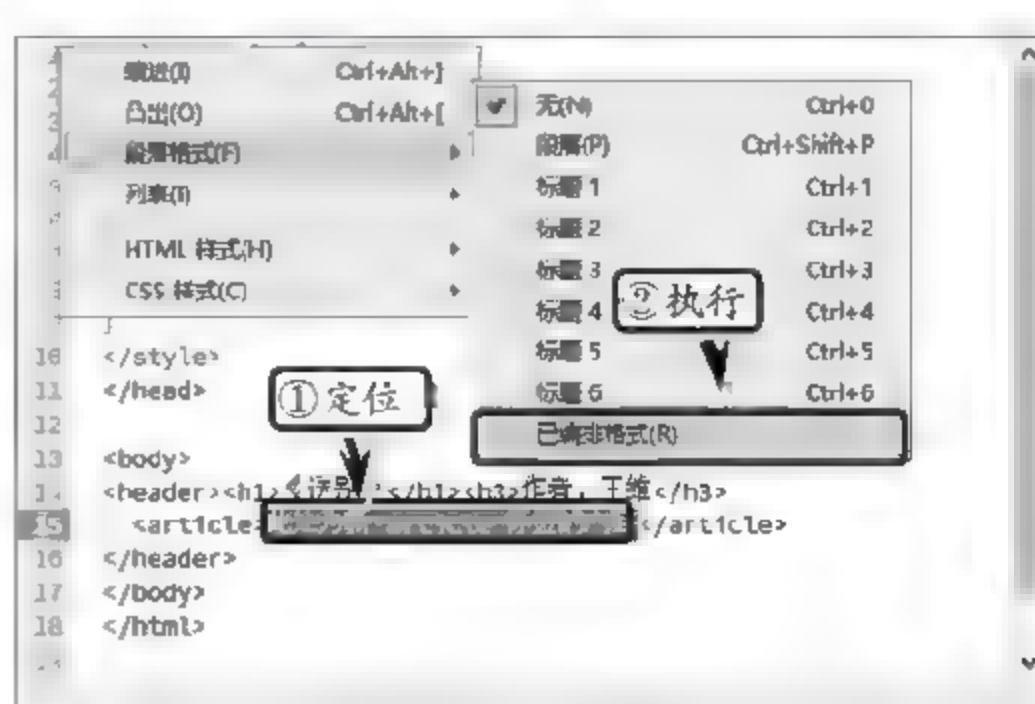 缩进(I) Ctrl+Alt+]
凸出(O) Ctrl+Alt+[
段落格式(F)
列表(I)
HTML 样式(H)
CSS 样式(C)
无(N) Ctrl+0
段落(P) Ctrl+Shift+P
标题 1 Ctrl+1
标题 2 Ctrl+2
标题 3 Ctrl+3
标题 4 Ctrl+4
标题 5 Ctrl+5
标题 6 Ctrl+6
已编排格式(R)
②执行
①定位
}
10 </style>
11 </head>
12
13 <body>
14 <header><h1>《送别》</h1><h3>作者：王维</h3>
15 <article> </article>
16 </header>
17 </body>
18 </html>